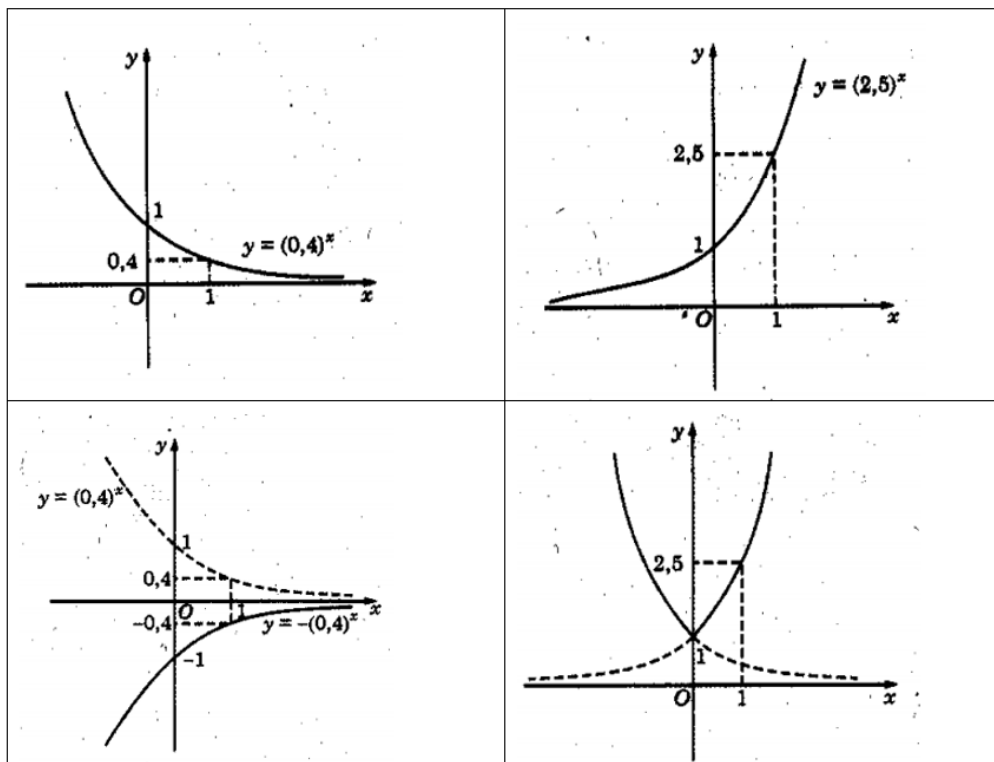 y
1
y = (0,4)^x
0,4
O
1
x
y
y = (2,5)^x
2,5
1
O
1
x
y
y = (0,4)^x
1
0,4
O
1
x
-0,4
y = -(0,4)^x
-1
y
2,5
1
O
1
x